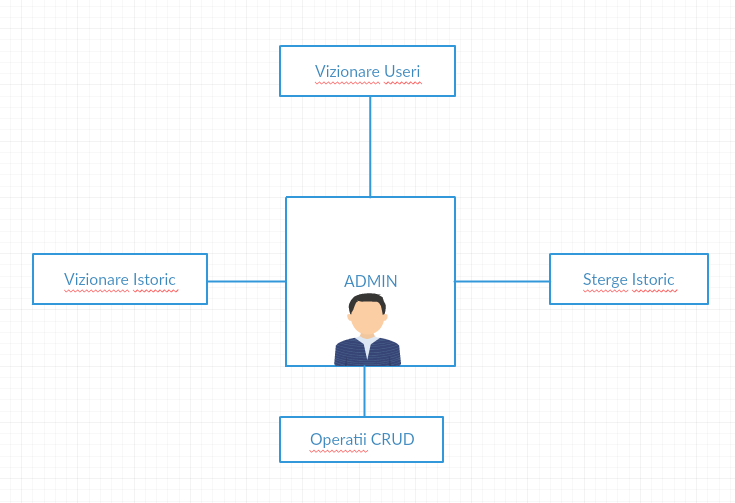 Vizionare Useri
ADMIN
Vizionare Istoric
Sterge Istoric
Operatii CRUD